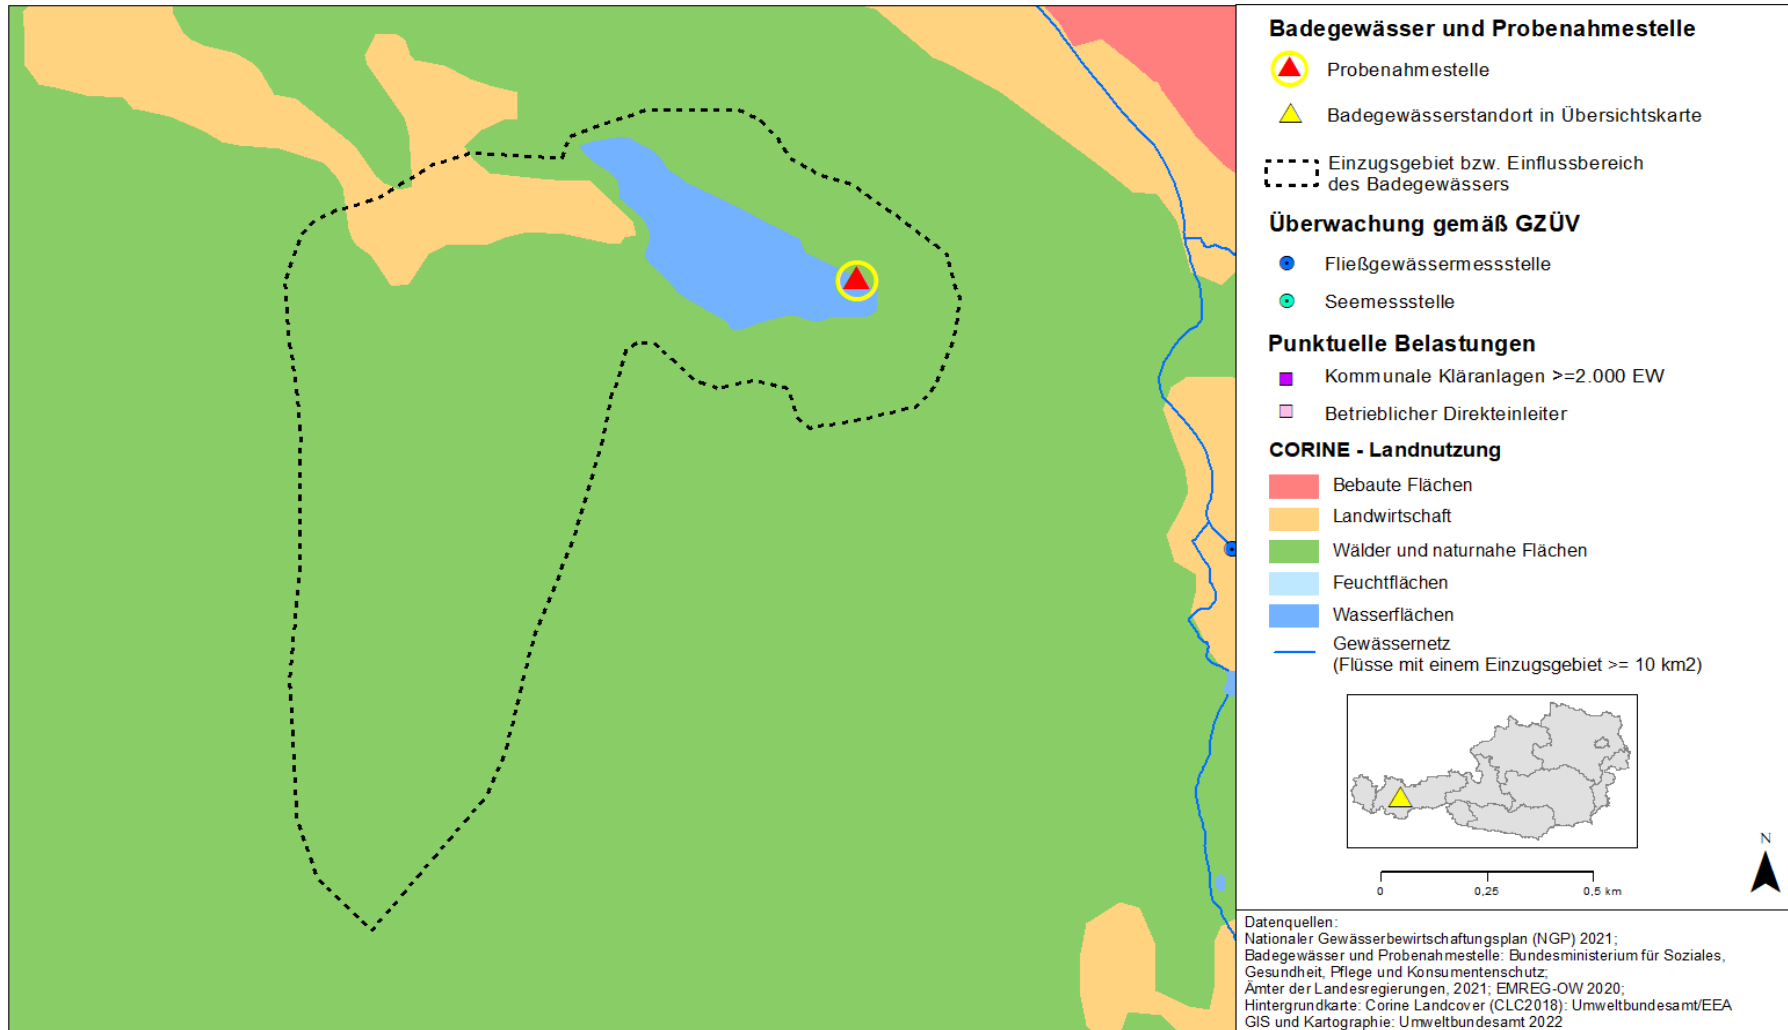 Badegewässer und Probenahmestelle
Probenahmestelle
Badegewässerstandort in Übersichtskarte
Einzugsgebiet bzw. Einflussbereich
des Badegewässers
Überwachung gemäß GZÜV
Fließgewässermessstelle
Seemessstelle
Punktuelle Belastungen
Kommunale Kläranlagen >=2.000 EW
Betrieblicher Direkteinleiter
CORINE - Landnutzung
Bebaute Flächen
Landwirtschaft
Wälder und naturnahe Flächen
Feuchtflächen
Wasserflächen
Gewässernetz
(Flüsse mit einem Einzugsgebiet >= 10 km2)
N
0 0,25 0,5 km
Datenquellen:
Nationaler Gewässerbewirtschaftungsplan (NGP) 2021;
Badegewässer und Probenahmestelle: Bundesministerium für Soziales,
Gesundheit, Pflege und Konsumentenschutz;
Ämter der Landesregierungen, 2021; EMREG-OW 2020;
Hintergrundkarte: Corine Landcover (CLC2018): Umweltbundesamt/EEA
GIS und Kartographie: Umweltbundesamt 2022